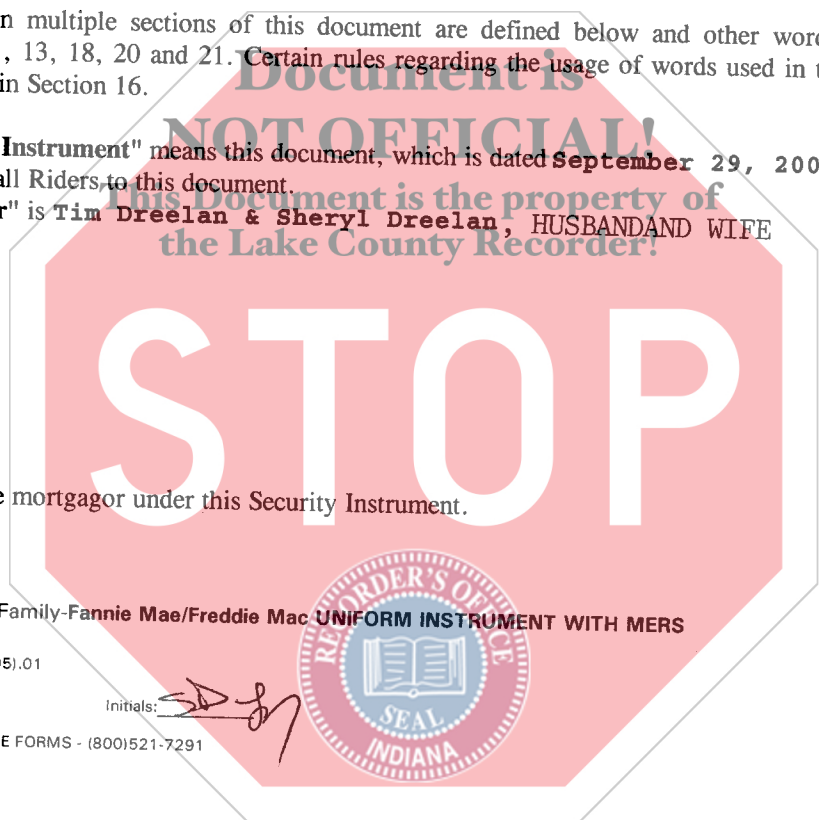 n multiple sections of this document are defined below and other word
, 13, 18, 20 and 21. Certain rules regarding the usage of words used in t
in Section 16.
Document is
NOT OFFICIAL!
Instrument" means this document, which is dated September 29, 200
all Riders to this document.
This Document is the property of
r" is Tim Dreelan & Sheryl Dreelan, HUSBANDAND WIFE
the Lake County Recorder!
STOP
e mortgagor under this Security Instrument.
Family-Fannie Mae/Freddie Mac UNIFORM INSTRUMENT WITH MERS
5).01
Initials: SD
E FORMS - (800)521-7291
RECORDER'S OFFICE
SEAL
INDIANA